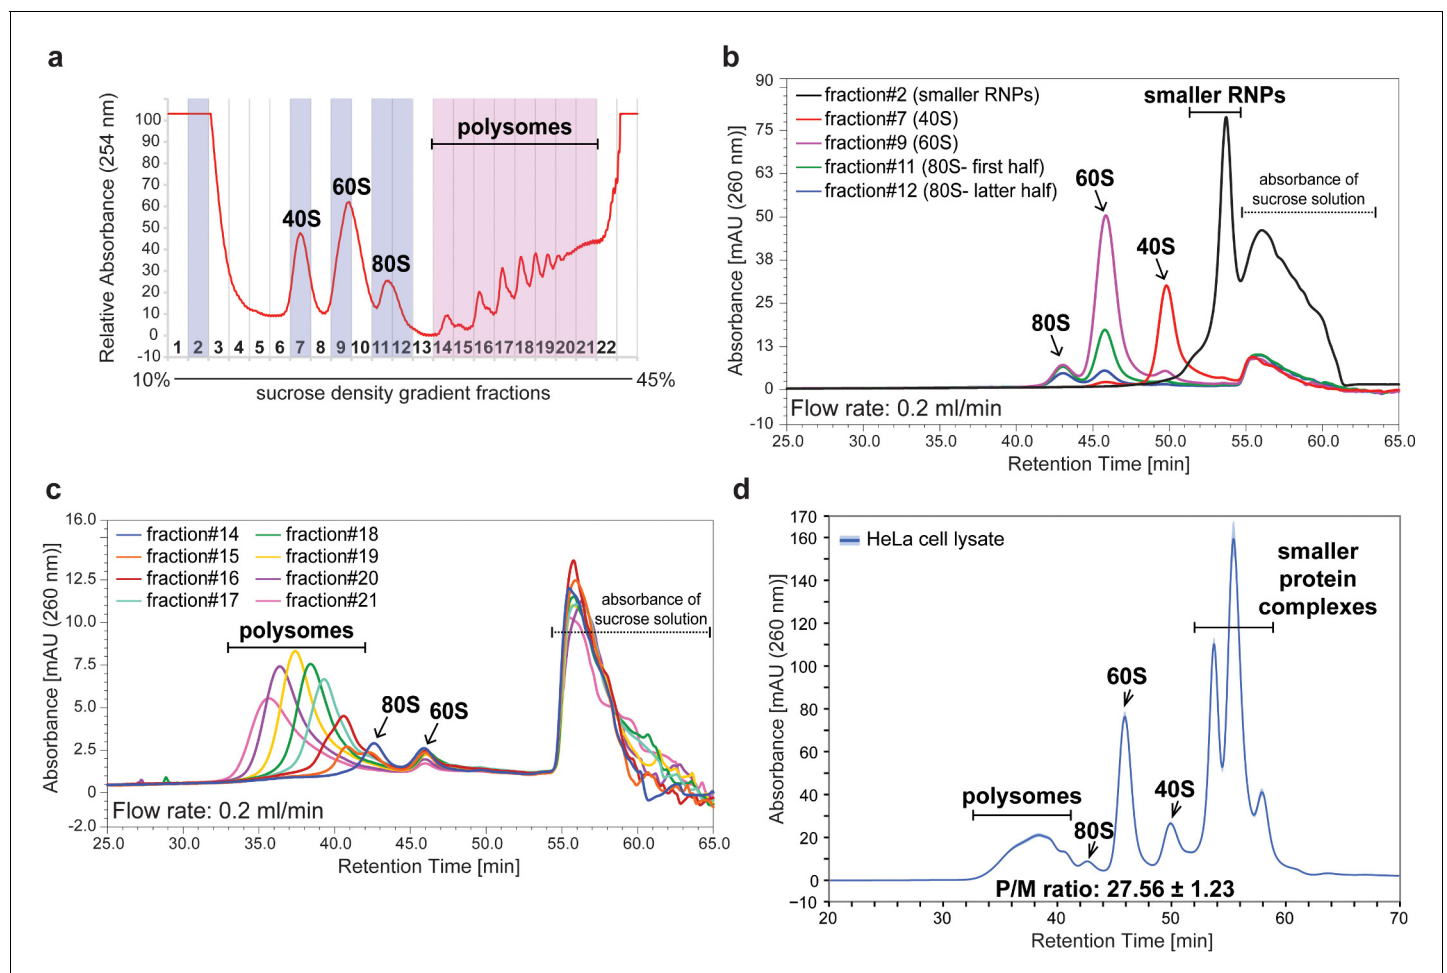 a
Relative Absorbance (254 nm)
100
90
80
70
60
50
40
30
20
10
0
-10
40S
60S
80S
polysomes
1 2 3 4 5 6 7 8 9 10 11 12 13 14 15 16 17 18 19 20 21 22
10% 45%
sucrose density gradient fractions
b
Absorbance [mAU (260 nm)]
90
75
63
50
38
25
13
0
-10
fraction#2 (smaller RNPs)
fraction#7 (40S)
fraction#9 (60S)
fraction#11 (80S- first half)
fraction#12 (80S- latter half)
smaller RNPs
absorbance of
sucrose solution
60S
40S
80S
Flow rate: 0.2 ml/min
25.0 30.0 35.0 40.0 45.0 50.0 55.0 60.0 65.0
Retention Time [min]
c
Absorbance [mAU (260 nm)]
16.0
12.5
10.0
7.5
5.0
2.5
0
-2.0
fraction#14 fraction#18
fraction#15 fraction#19
fraction#16 fraction#20
fraction#17 fraction#21
polysomes
absorbance of
sucrose solution
80S
60S
Flow rate: 0.2 ml/min
25.0 30.0 35.0 40.0 45.0 50.0 55.0 60.0 65.0
Retention Time [min]
d
Absorbance [mAU (260 nm)]
170
160
140
120
100
80
60
40
20
0
−10
HeLa cell lysate
smaller
protein
complexes
60S
40S
polysomes
80S
P/M ratio: 27.56 ± 1.23
20 30 40 50 60 70
Retention Time [min]